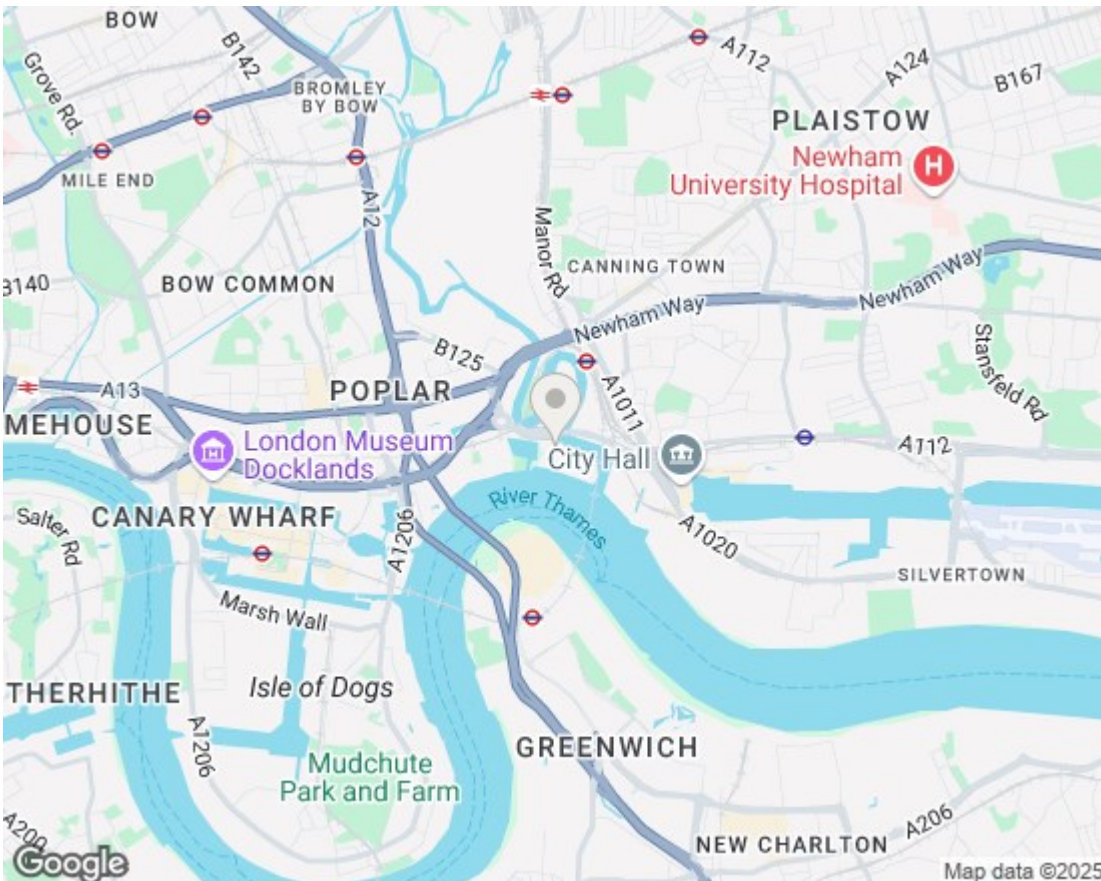 BOW
B142
A112
A124
B167
Grove Rd.
BROMLEY
BY BOW
PLAISTOW
Newham
University Hospital
H
MILE END
A12
Manor Rd
CANNING TOWN
B140
BOW COMMON
Newham Way
Newham Way
B125
Stansfeld Rd
A13
POPLAR
A1011
MEHOUSE
London Museum
Docklands
City Hall
A112
River Thames
Salter Rd
CANARY WHARF
A1206
A1020
SILVERTOWN
Marsh Wall
THERHITHE
Isle of Dogs
A1206
GREENWICH
Mudchute
Park and Farm
A200
NEW CHARLTON
A206
Google
Map data ©2025